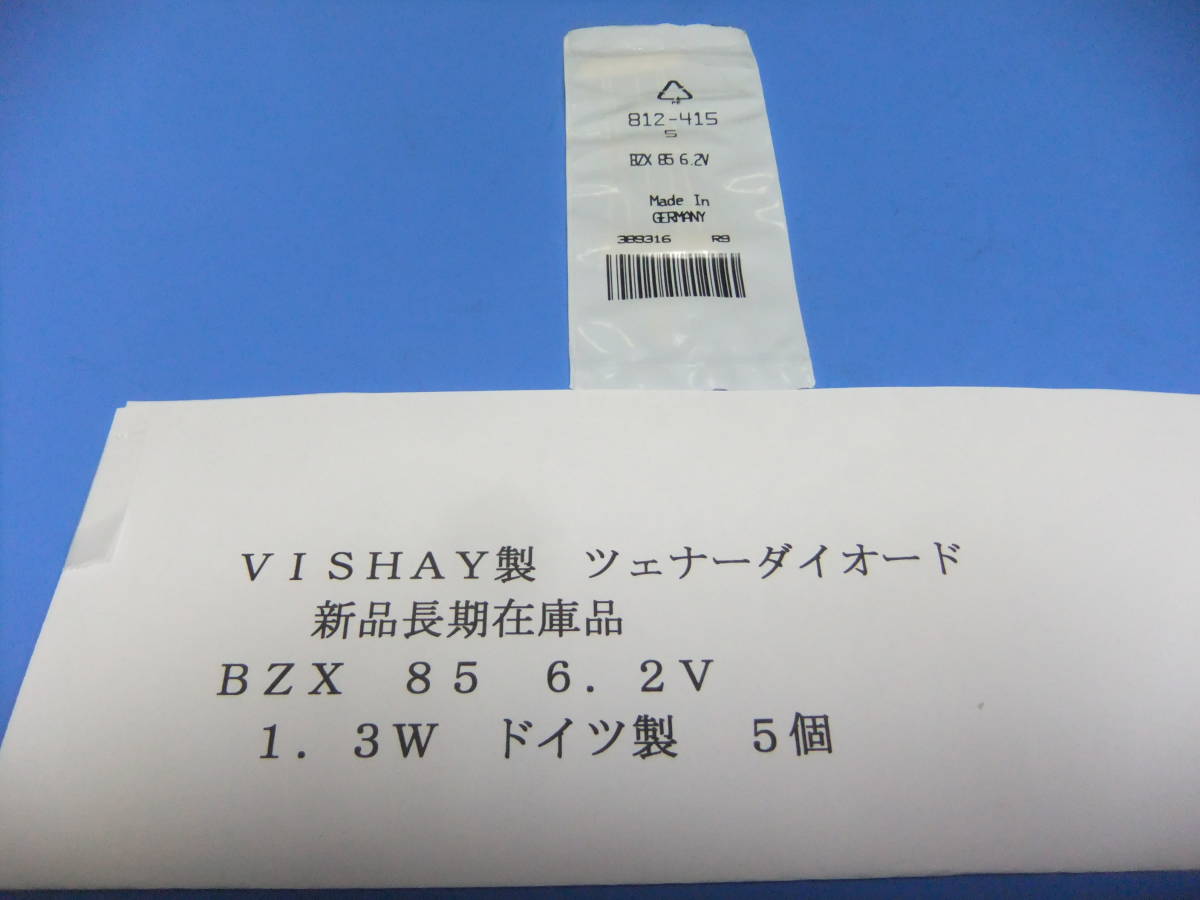 812-415
5
BZX 85 6.2V
Made In
GERMANY
389316 R9
VISHAY製 ツェナーダイオード
新品長期在庫品
BZX 85 6.2V
1.3W ドイツ製 5個